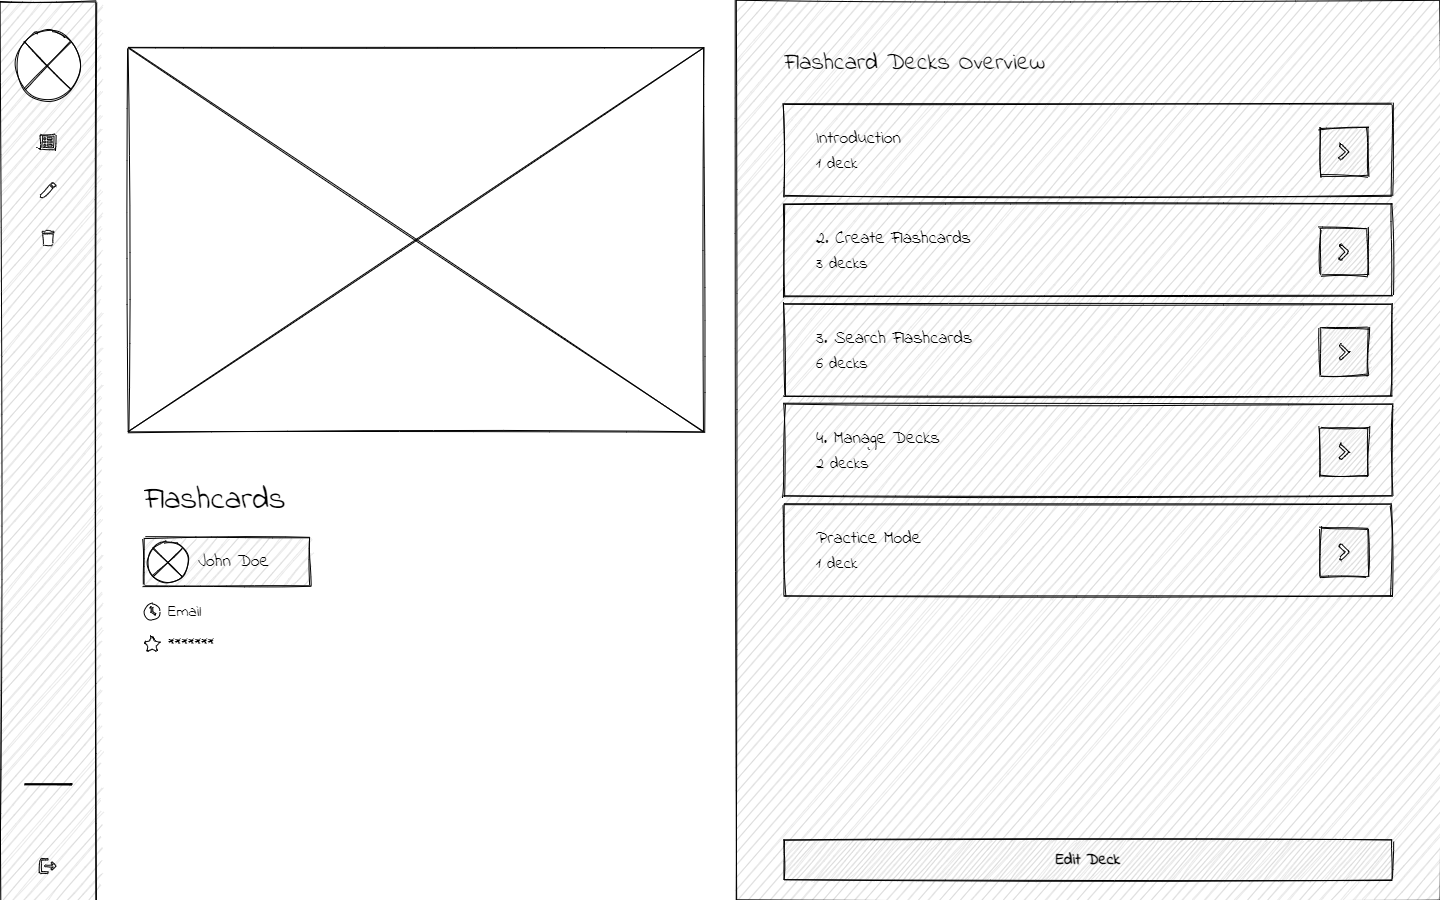 Flashcards
John Doe
Email
*******
Flashcard Decks Overview
Introduction
1 deck
2. Create Flashcards
3 decks
3. Search Flashcards
6 decks
4. Manage Decks
2 decks
Practice Mode
1 deck
Edit Deck